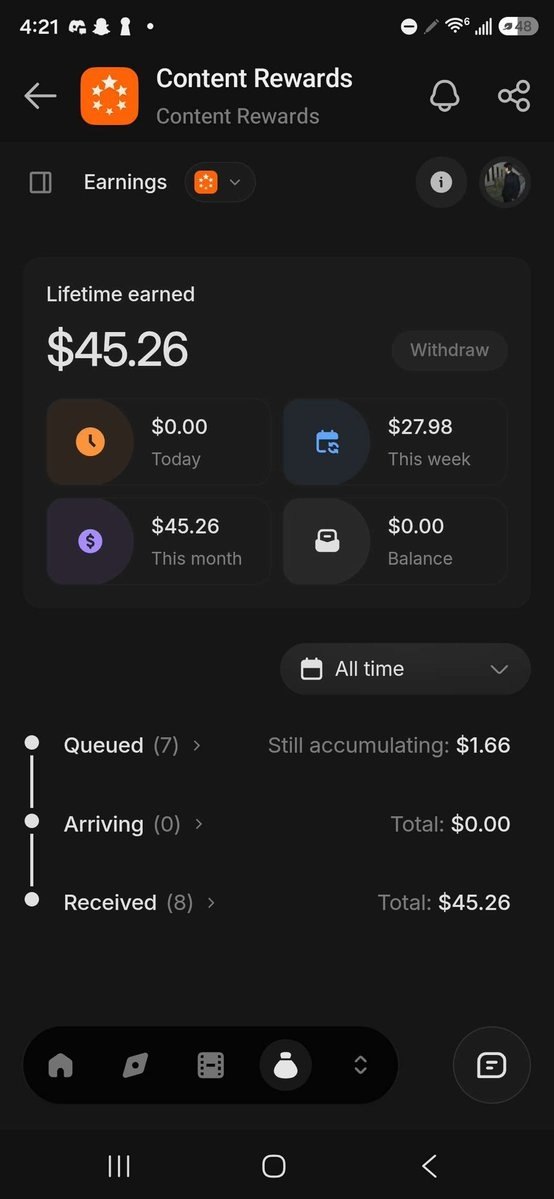 4:21
6
48
Content Rewards
Content Rewards
Earnings
Lifetime earned
$45.26
Withdraw
$0.00
Today
$27.98
This week
$45.26
This month
$0.00
Balance
All time
Queued (7) > Still accumulating: $1.66
Arriving (0) > Total: $0.00
Received (8) > Total: $45.26